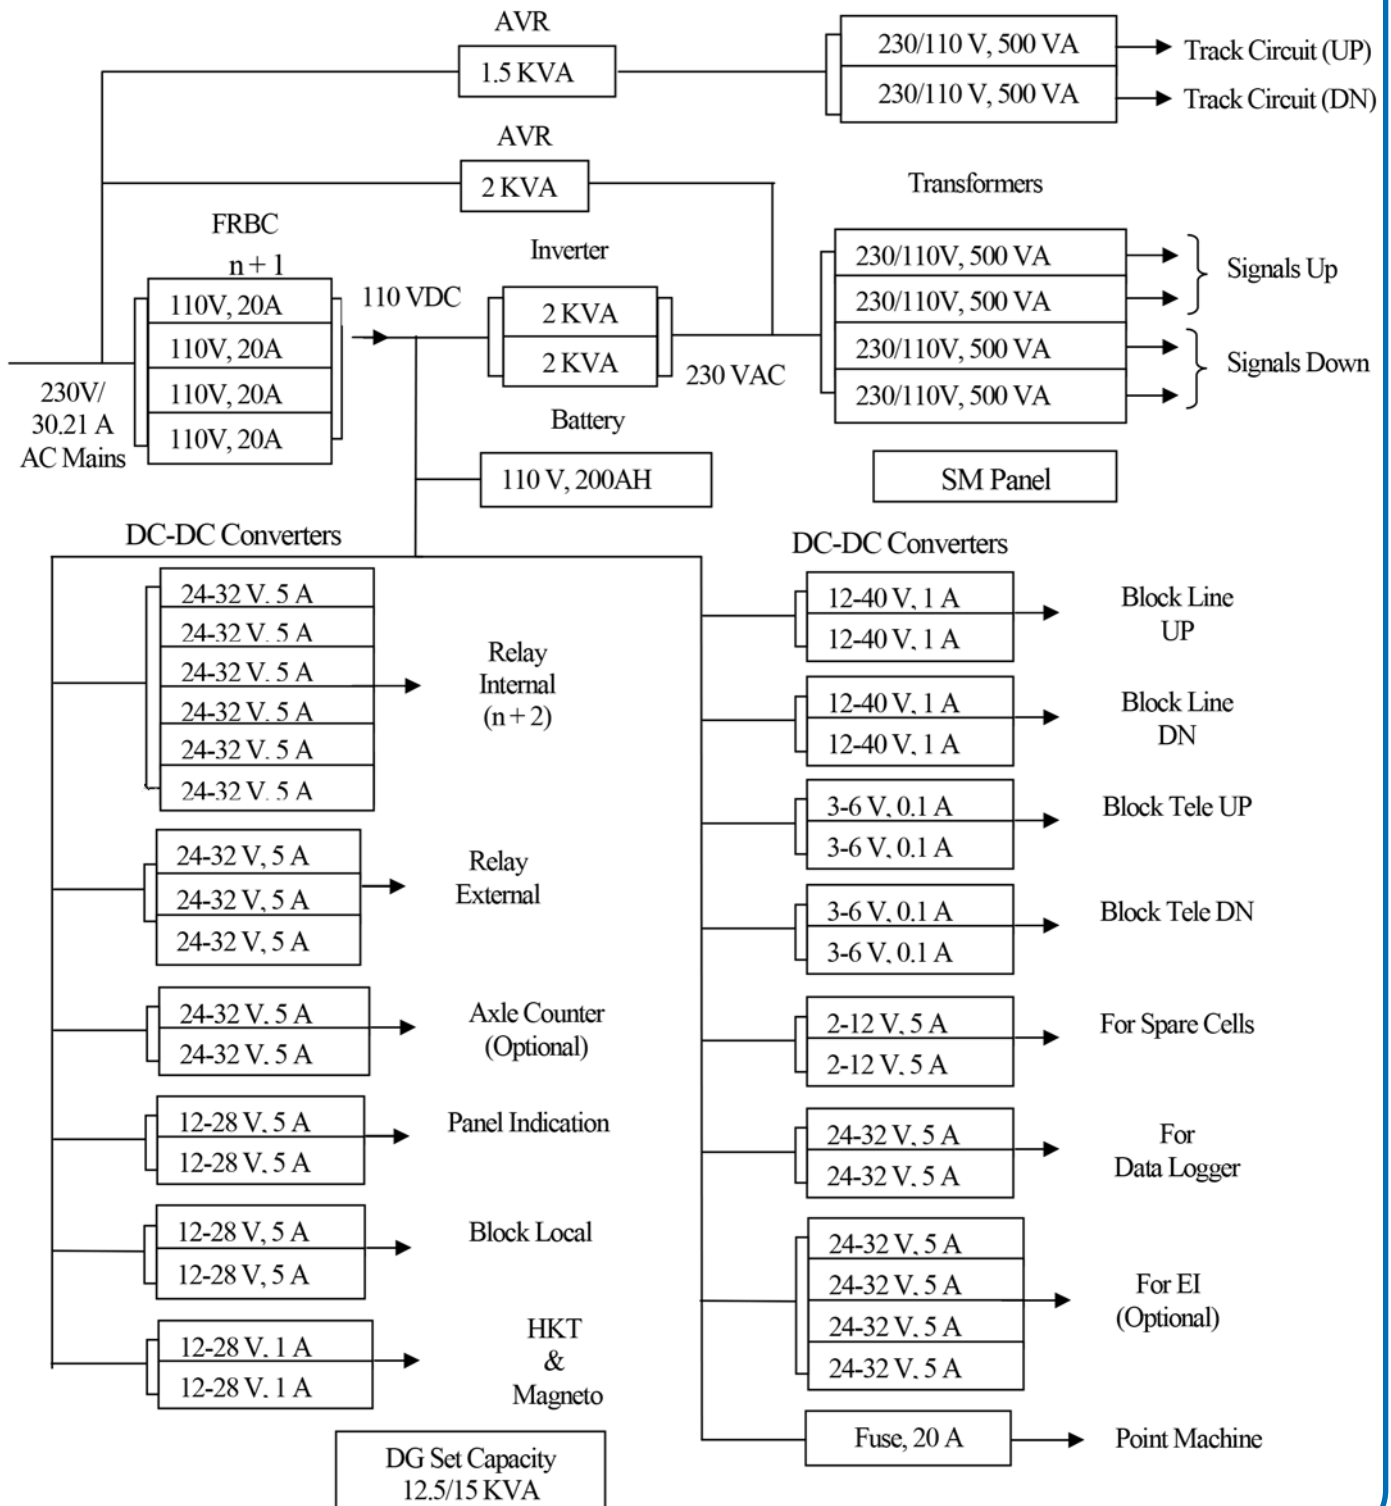 AVR
1.5 KVA
230/110 V, 500 VA
Track Circuit (UP)
230/110 V, 500 VA
Track Circuit (DN)
AVR
2 KVA
Transformers
FRBC
n + 1
110V, 20A
110V, 20A
110V, 20A
110V, 20A
230V/
30.21 A
AC Mains
110 VDC
Inverter
2 KVA
2 KVA
230 VAC
230/110V, 500 VA
230/110V, 500 VA
230/110V, 500 VA
230/110V, 500 VA
Signals Up
Signals Down
Battery
110 V, 200AH
SM Panel
DC-DC Converters
24-32 V, 5 A
24-32 V, 5 A
24-32 V, 5 A
24-32 V, 5 A
24-32 V, 5 A
24-32 V, 5 A
Relay
Internal
(n + 2)
24-32 V, 5 A
24-32 V, 5 A
24-32 V, 5 A
Relay
External
24-32 V, 5 A
24-32 V, 5 A
Axle Counter
(Optional)
12-28 V, 5 A
12-28 V, 5 A
Panel Indication
12-28 V, 5 A
12-28 V, 5 A
Block Local
12-28 V, 1 A
12-28 V, 1 A
HKT
&
Magneto
DG Set Capacity
12.5/15 KVA
DC-DC Converters
12-40 V, 1 A
12-40 V, 1 A
Block Line
UP
12-40 V, 1 A
12-40 V, 1 A
Block Line
DN
3-6 V, 0.1 A
3-6 V, 0.1 A
Block Tele UP
3-6 V, 0.1 A
3-6 V, 0.1 A
Block Tele DN
2-12 V, 5 A
2-12 V, 5 A
For Spare Cells
24-32 V, 5 A
24-32 V, 5 A
For
Data Logger
24-32 V, 5 A
24-32 V, 5 A
24-32 V, 5 A
24-32 V, 5 A
For EI
(Optional)
Fuse, 20 A
Point Machine